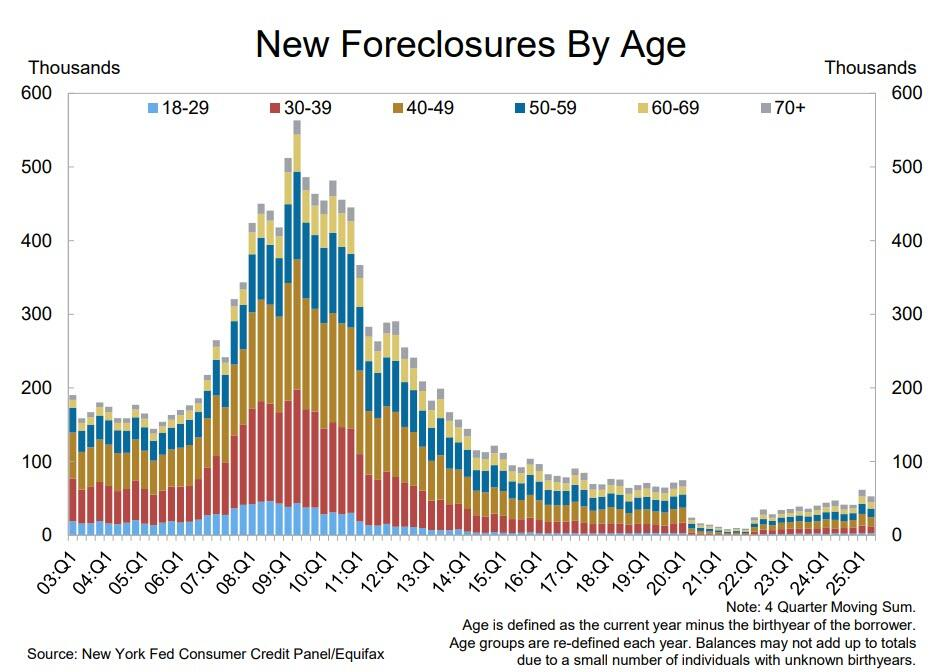 New Foreclosures By Age
Thousands
Thousands
600
500
400
300
200
100
0
600
500
400
300
200
100
0
18-29
30-39
40-49
50-59
60-69
70+
03:Q1
04:Q1
05:Q1
06:Q1
07:Q1
08:Q1
09:Q1
10:Q1
11:Q1
12:Q1
13:Q1
14:Q1
15:Q1
16:Q1
17:Q1
18:Q1
19:Q1
20:Q1
21:Q1
22:Q1
23:Q1
24:Q1
25:Q1
Note: 4 Quarter Moving Sum.
Age is defined as the current year minus the birthyear of the borrower.
Age groups are re-defined each year. Balances may not add up to totals
due to a small number of individuals with unknown birthyears.
Source: New York Fed Consumer Credit Panel/Equifax